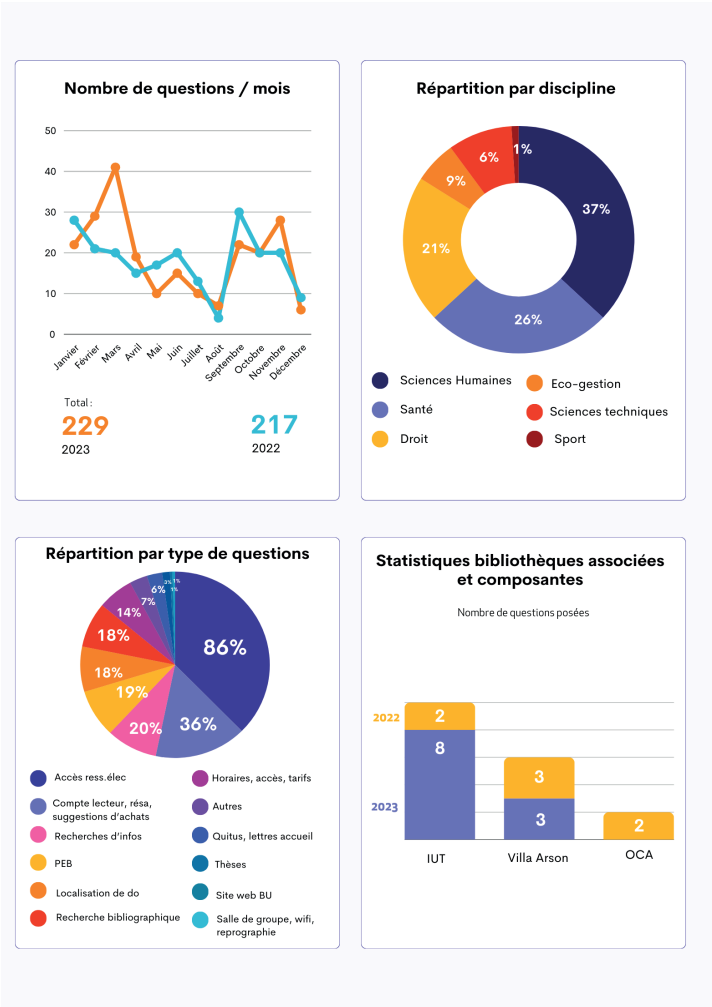 Nombre de questions / mois
50
40
30
20
10
0
Janvier
Février
Mars
Avril
Mai
Juin
Juillet
Août
Septembre
Octobre
Novembre
Décembre
Total :
229
2023
217
2022
Répartition par discipline
1%
6%
9%
37%
21%
26%
Sciences Humaines
Eco-gestion
Santé
Sciences techniques
Droit
Sport
Répartition par type de questions
3%
1%
1%
6%
7%
14%
18%
86%
18%
19%
20%
36%
Accès ress.élec
Horaires, accès, tarifs
Compte lecteur, résa,
suggestions d'achats
Autres
Recherches d'infos
Quitus, lettres accueil
PEB
Thèses
Localisation de do
Site web BU
Recherche bibliographique
Salle de groupe, wifi,
reprographie
Statistiques bibliothèques associées
et composantes
Nombre de questions posées
2022
2
8
3
2023
3
2
IUT
Villa Arson
OCA